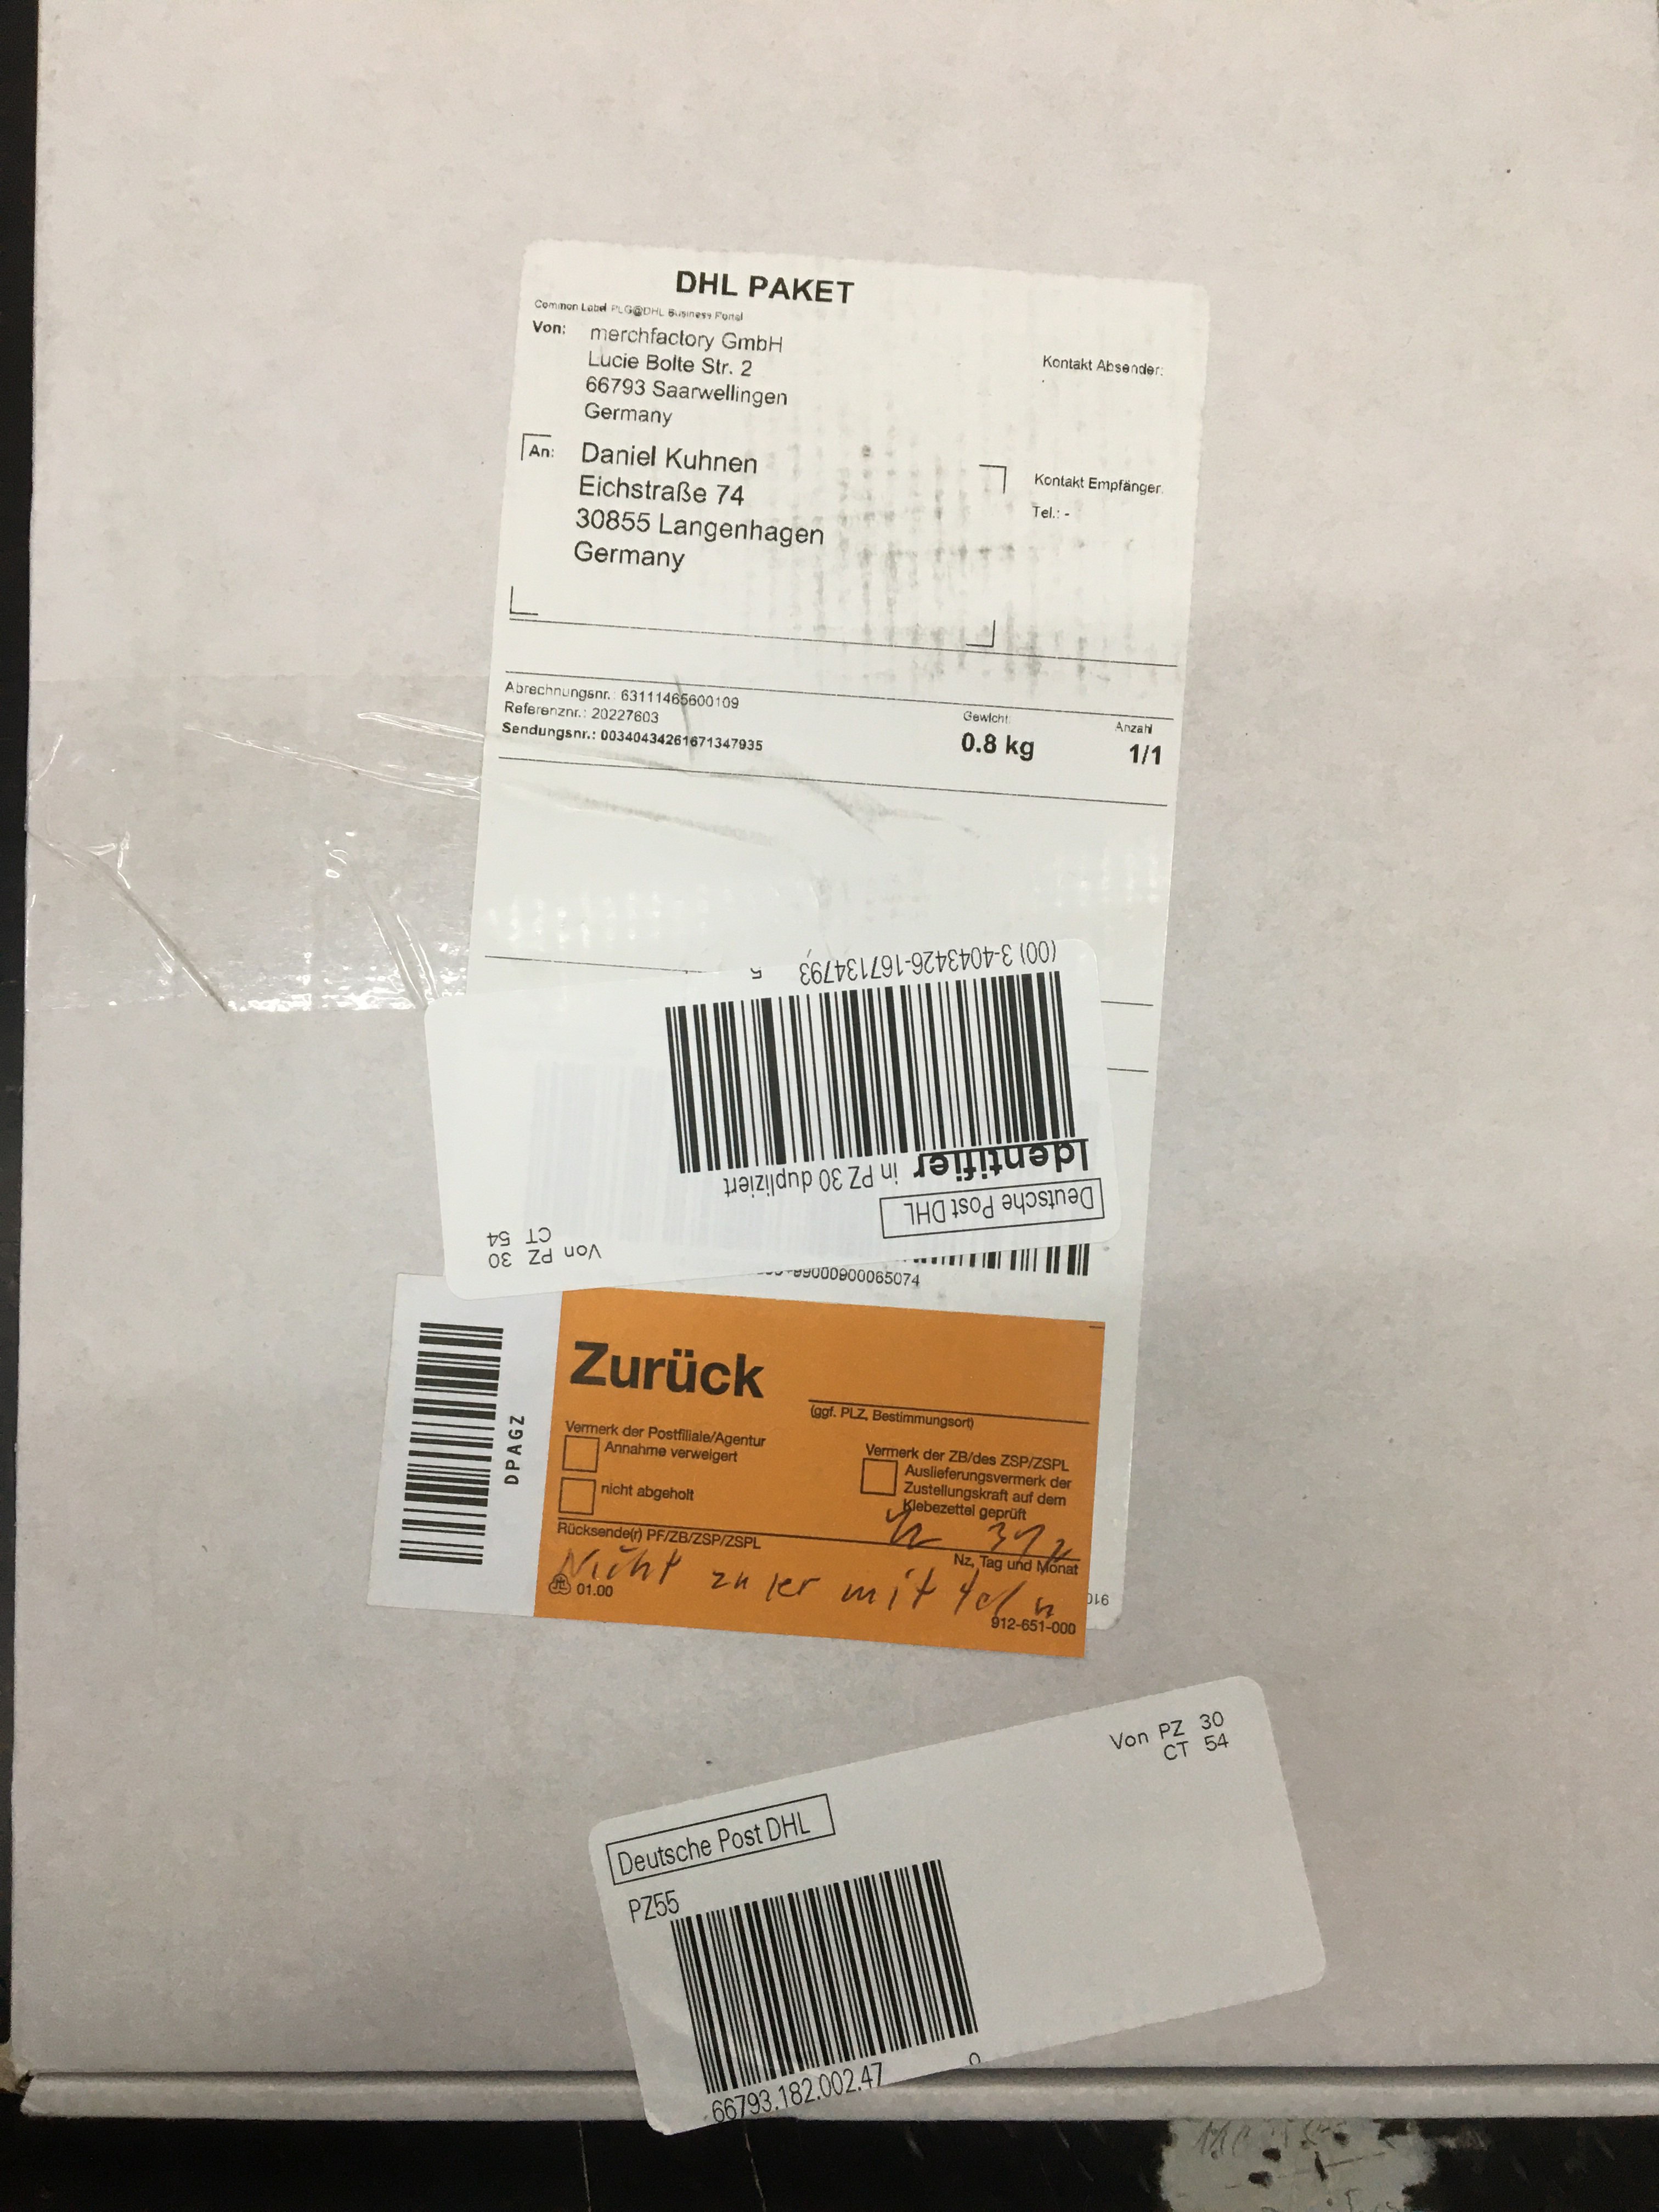 DHL PAKET
Common Label PLG@DHL Business Portal
Von: merchfactory GmbH
Lucie Bolte Str. 2
66793 Saarwellingen
Germany
Kontakt Absender:
An: Daniel Kuhnen
Eichstraße 74
30855 Langenhagen
Germany
Kontakt Empfänger
Tel.: -
Abrechnungsnr.: 63111465600109
Referenznr.: 20227603
Sendungsnr.: 00340434261671347935
Gewicht:
0.8 kg
Anzahl
1/1
Deutsche Post DHL
Identifier in PZ 30 dupliziert
(00) 3-4043426-167134793 5
Von PZ 30
CT 54
99000900065074
DPAGZ
Zurück
(ggf. PLZ, Bestimmungsort)
Vermerk der Postfiliale/Agentur
Annahme verweigert
nicht abgeholt
Vermerk der ZB/des ZSP/ZSPL
Auslieferungsvermerk der
Zustellungskraft auf dem
Klebezettel geprüft
Rücksende(r) PF/ZB/ZSP/ZSPL
Nz, Tag und Monat
Nicht zu ermitteln
01.00
912-651-000
Von PZ 30
CT 54
Deutsche Post DHL
PZ55
66793.182.002.47 0